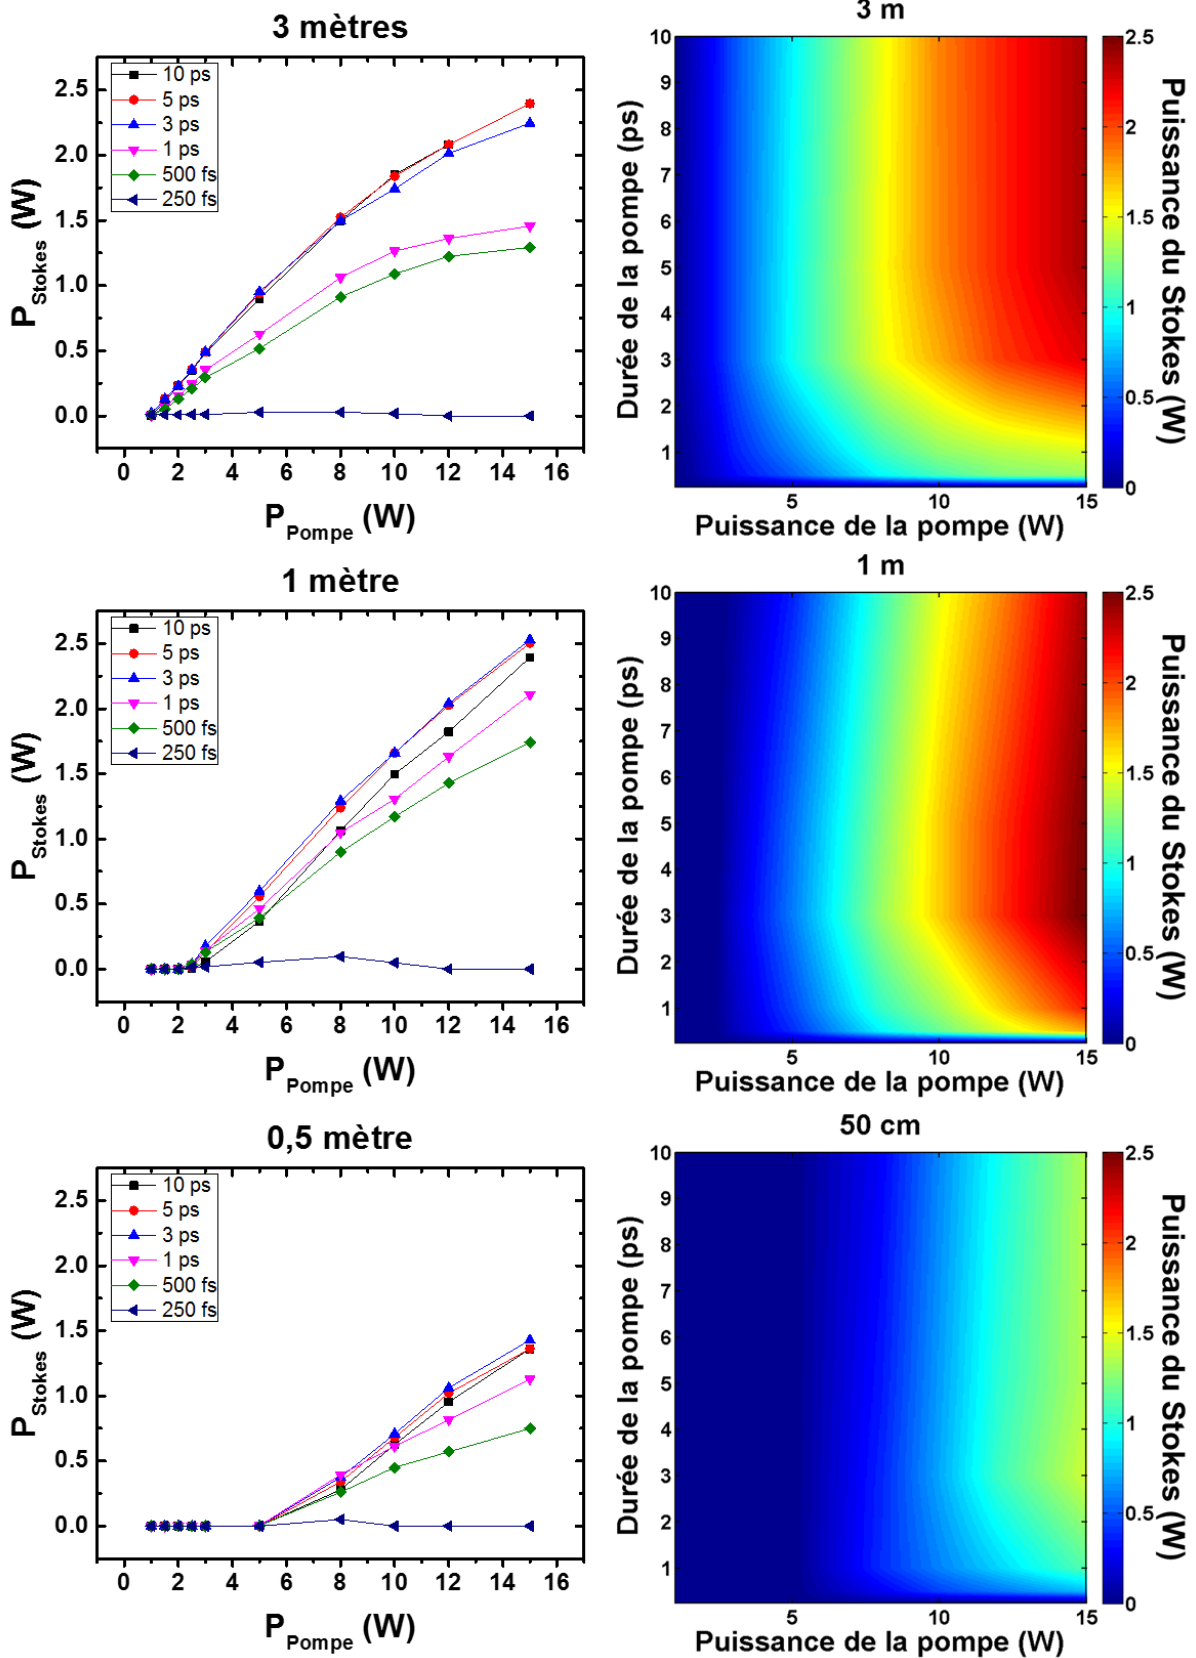 3 mètres
2.5
2.0
1.5
1.0
0.5
0.0
P Stokes (W)
10 ps
5 ps
3 ps
1 ps
500 fs
250 fs
0 2 4 6 8 10 12 14 16
P Pompe (W)
3 m
10
9
8
7
6
5
4
3
2
1
Durée de la pompe (ps)
5 10 15
Puissance de la pompe (W)
2.5
2
1.5
1
0.5
0
Puissance du Stokes (W)
1 mètre
2.5
2.0
1.5
1.0
0.5
0.0
P Stokes (W)
10 ps
5 ps
3 ps
1 ps
500 fs
250 fs
0 2 4 6 8 10 12 14 16
P Pompe (W)
1 m
10
9
8
7
6
5
4
3
2
1
Durée de la pompe (ps)
5 10 15
Puissance de la pompe (W)
2.5
2
1.5
1
0.5
0
Puissance du Stokes (W)
0,5 mètre
2.5
2.0
1.5
1.0
0.5
0.0
P Stokes (W)
10 ps
5 ps
3 ps
1 ps
500 fs
250 fs
0 2 4 6 8 10 12 14 16
P Pompe (W)
50 cm
10
9
8
7
6
5
4
3
2
1
Durée de la pompe (ps)
5 10 15
Puissance de la pompe (W)
2.5
2
1.5
1
0.5
0
Puissance du Stokes (W)